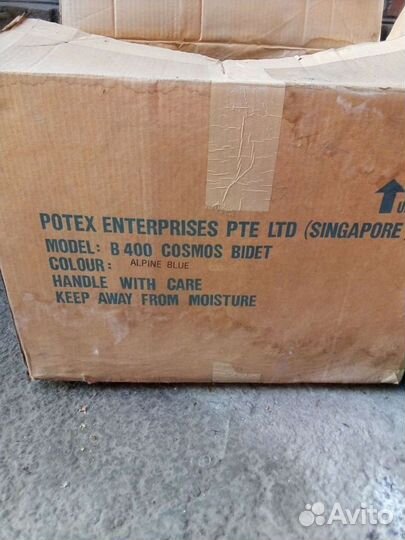 POTEX ENTERPRISES PTE LTD (SINGAPORE
MODEL: B 400 COSMOS BIDET
COLOUR: ALPINE BLUE
HANDLE WITH CARE
KEEP AWAY FROM MOISTURE
Avito